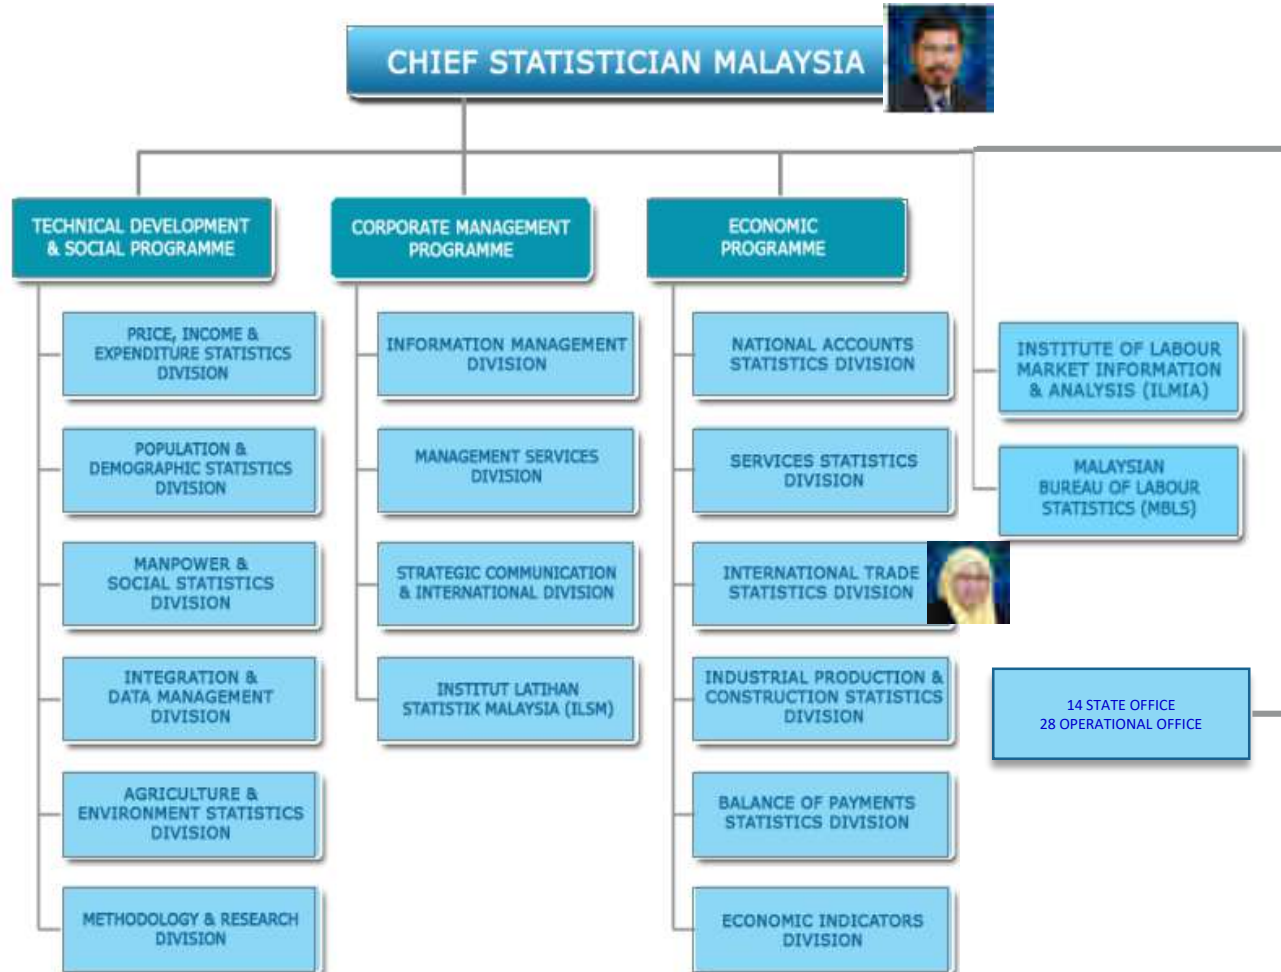 CHIEF STATISTICIAN MALAYSIA
TECHNICAL DEVELOPMENT
& SOCIAL PROGRAMME
PRICE, INCOME &
EXPENDITURE STATISTICS
DIVISION
POPULATION &
DEMOGRAPHIC STATISTICS
DIVISION
MANPOWER &
SOCIAL STATISTICS
DIVISION
INTEGRATION &
DATA MANAGEMENT
DIVISION
AGRICULTURE &
ENVIRONMENT STATISTICS
DIVISION
METHODOLOGY & RESEARCH
DIVISION
CORPORATE MANAGEMENT
PROGRAMME
INFORMATION MANAGEMENT
DIVISION
MANAGEMENT SERVICES
DIVISION
STRATEGIC COMMUNICATION
& INTERNATIONAL DIVISION
INSTITUT LATIHAN
STATISTIK MALAYSIA (ILSM)
ECONOMIC
PROGRAMME
NATIONAL ACCOUNTS
STATISTICS DIVISION
SERVICES STATISTICS
DIVISION
INTERNATIONAL TRADE
STATISTICS DIVISION
INDUSTRIAL PRODUCTION &
CONSTRUCTION STATISTICS
DIVISION
BALANCE OF PAYMENTS
STATISTICS DIVISION
ECONOMIC INDICATORS
DIVISION
INSTITUTE OF LABOUR
MARKET INFORMATION
& ANALYSIS (ILMIA)
MALAYSIAN
BUREAU OF LABOUR
STATISTICS (MBLS)
14 STATE OFFICE
28 OPERATIONAL OFFICE